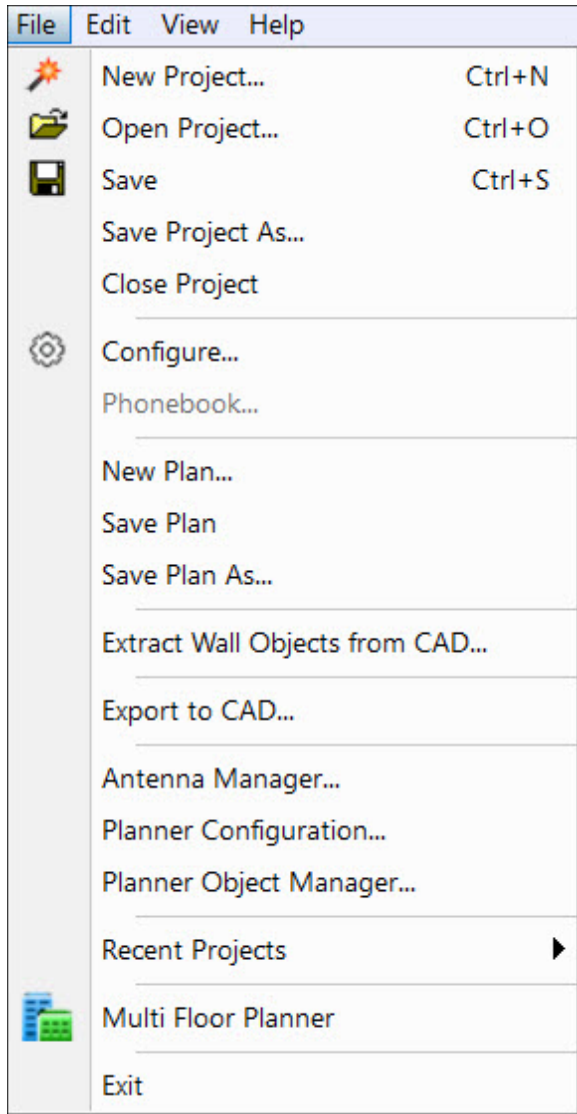 File Edit View Help
New Project... Ctrl+N
Open Project... Ctrl+O
Save Ctrl+S
Save Project As...
Close Project
Configure...
Phonebook...
New Plan...
Save Plan
Save Plan As...
Extract Wall Objects from CAD...
Export to CAD...
Antenna Manager...
Planner Configuration...
Planner Object Manager...
Recent Projects
Multi Floor Planner
Exit